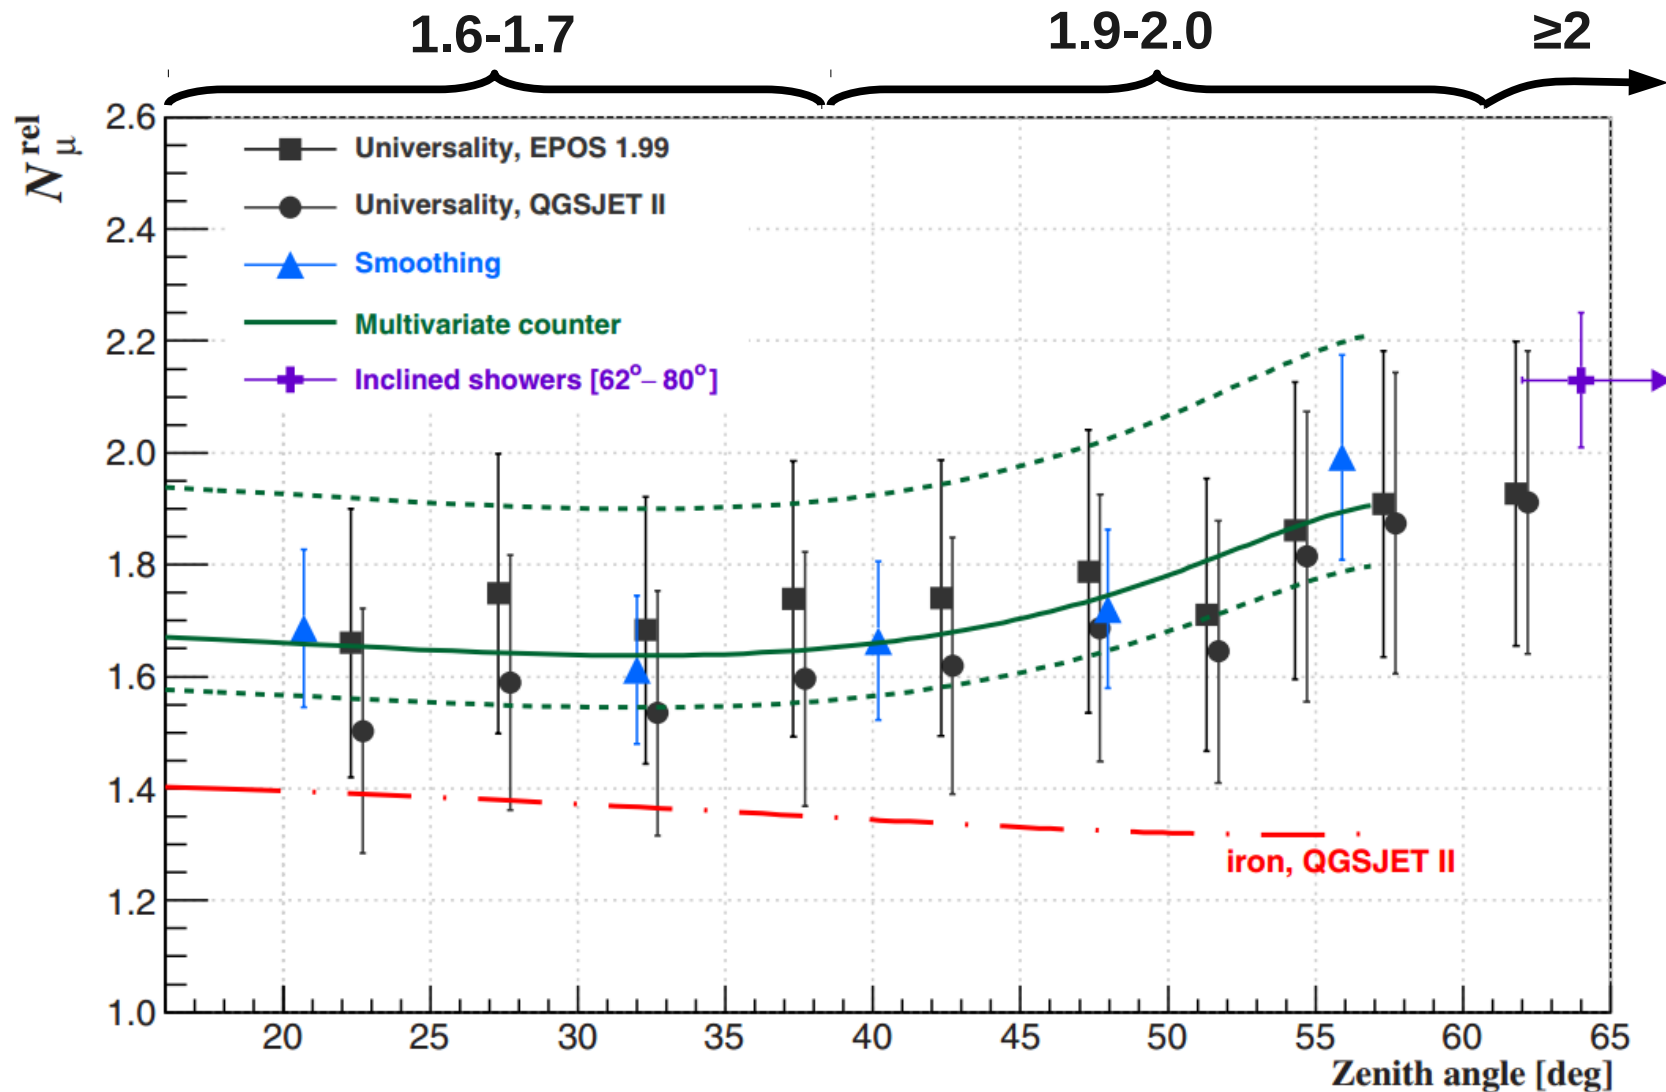 1.6-1.7 1.9-2.0 ≥2
N_μ^rel
2.6
2.4
2.2
2.0
1.8
1.6
1.4
1.2
1.0
Universality, EPOS 1.99
Universality, QGSJET II
Smoothing
Multivariate counter
Inclined showers [62°– 80°]
iron, QGSJET II
20 25 30 35 40 45 50 55 60 65
Zenith angle [deg]